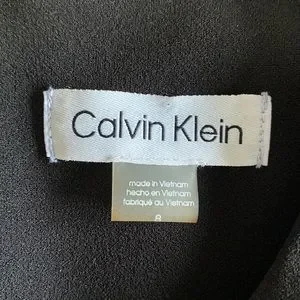 Calvin Klein
made in Vietnam
hecho en Vietnam
fabriqué au Vietnam
8